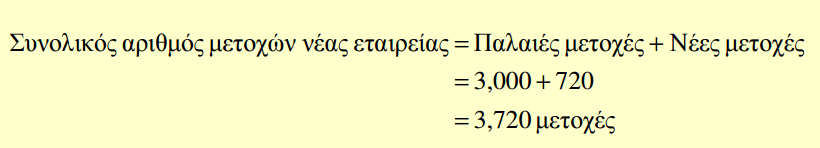 Συνολικός αριθμός μετοχών νέας εταιρείας = Παλαιές μετοχές + Νέες μετοχές
= 3,000 + 720
= 3,720 μετοχές